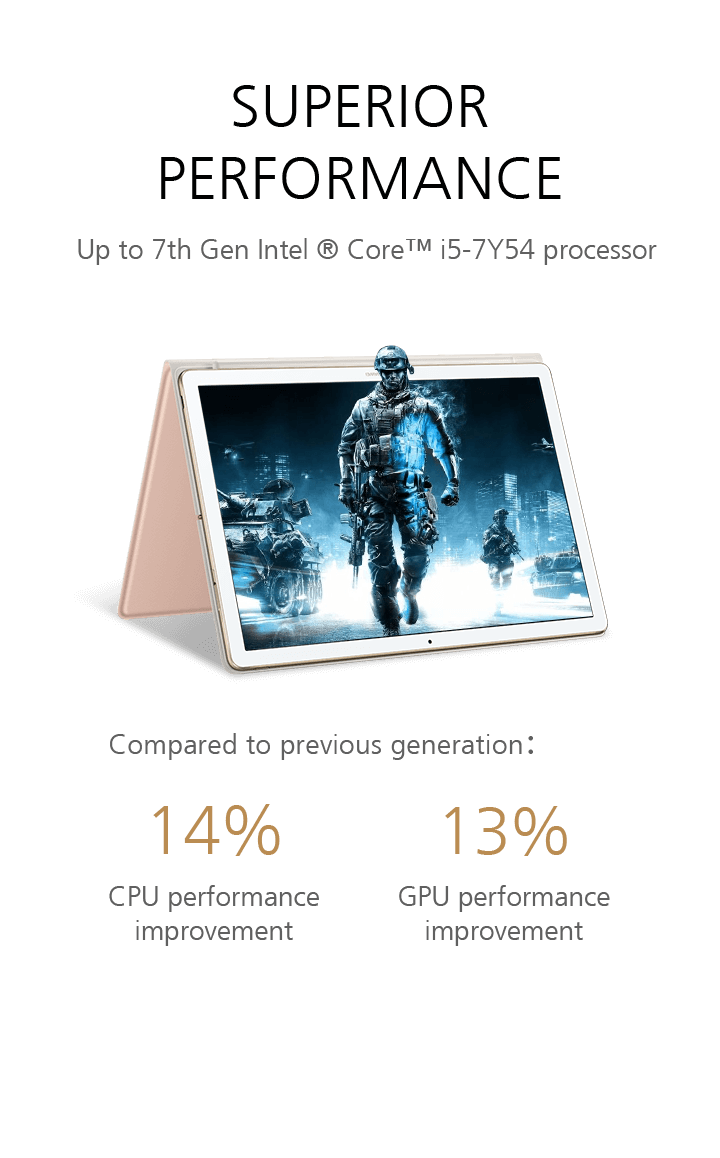 SUPERIOR
PERFORMANCE
Up to 7th Gen Intel ® Core™ i5-7Y54 processor
Compared to previous generation：
14%
13%
CPU performance
improvement
GPU performance
improvement